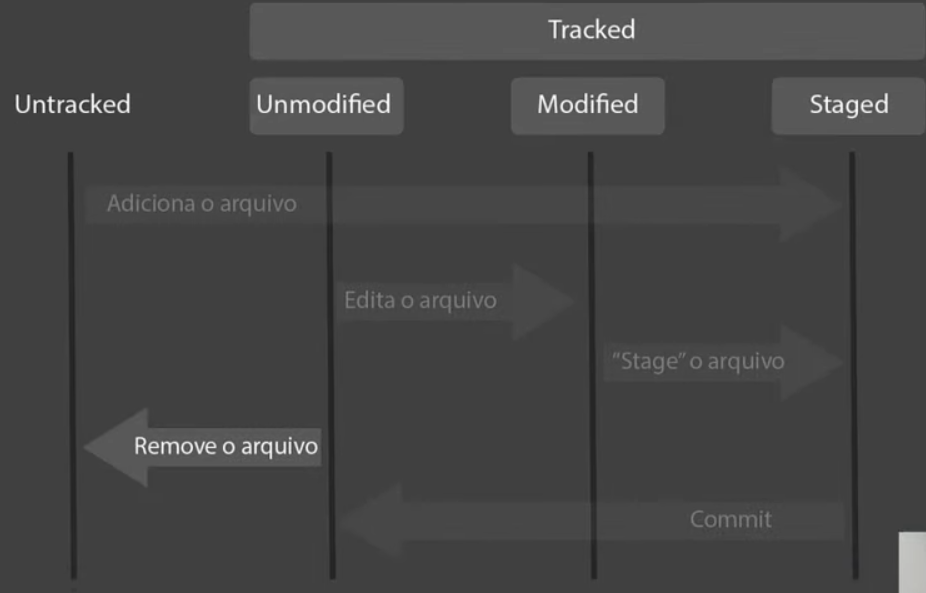 Tracked
Untracked
Unmodified
Modified
Staged
Adiciona o arquivo
Edita o arquivo
"Stage" o arquivo
Remove o arquivo
Commit